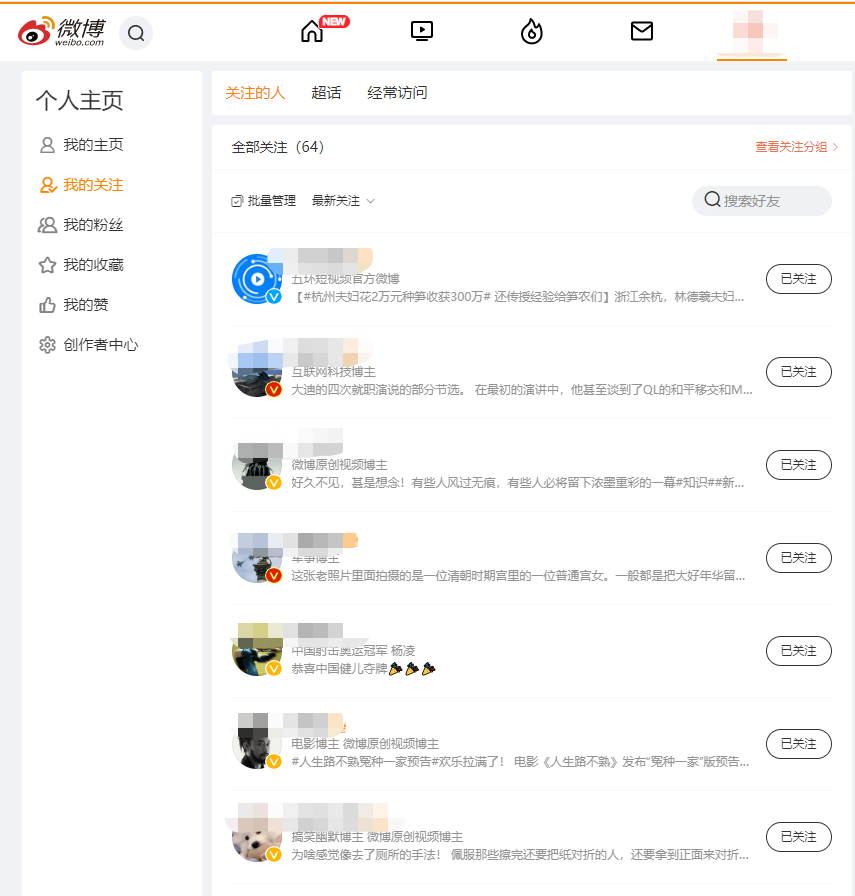 微博
weibo.com
NEW
个人主页
我的主页
我的关注
我的粉丝
我的收藏
我的赞
创作者中心
关注的人 超话 经常访问
全部关注（64）
查看关注分组
批量管理 最新关注
搜索好友
五环短视频官方微博
【#杭州夫妇花2万元种笋收获300万# 还传授经验给笋农们】浙江余杭，林德羲夫妇...
已关注
互联网科技博主
大迪的四次就职演说的部分节选。 在最初的演讲中，他甚至谈到了QL的和平移交和M...
已关注
微博原创视频博主
好久不见，甚是想念！有些人风过无痕，有些人必将留下浓墨重彩的一幕#知识##新...
已关注
军事博主
这张老照片里面拍摄的是一位清朝时期宫里的一位普通宫女。一般都是把大好年华留...
已关注
中国射击奥运冠军 杨凌
恭喜中国健儿夺牌🎉🎉🎉
已关注
电影博主 微博原创视频博主
#人生路不熟冤种一家预告#欢乐拉满了！ 电影《人生路不熟》发布“冤种一家”版预告...
已关注
搞笑幽默博主 微博原创视频博主
为啥感觉像去了厕所的手法！ 佩服那些擦完还要把纸对折的人，还要拿到正面来对折...
已关注